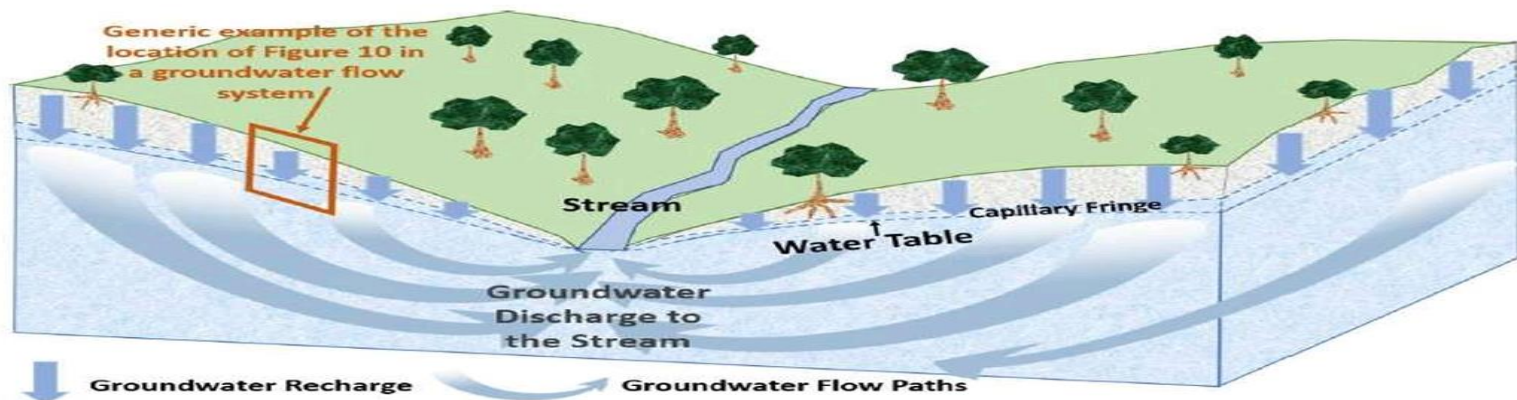 Generic example of the
location of Figure 10 in
a groundwater flow
system
Stream
Capillary Fringe
Water Table
Groundwater
Discharge to
the Stream
Groundwater Recharge
Groundwater Flow Paths